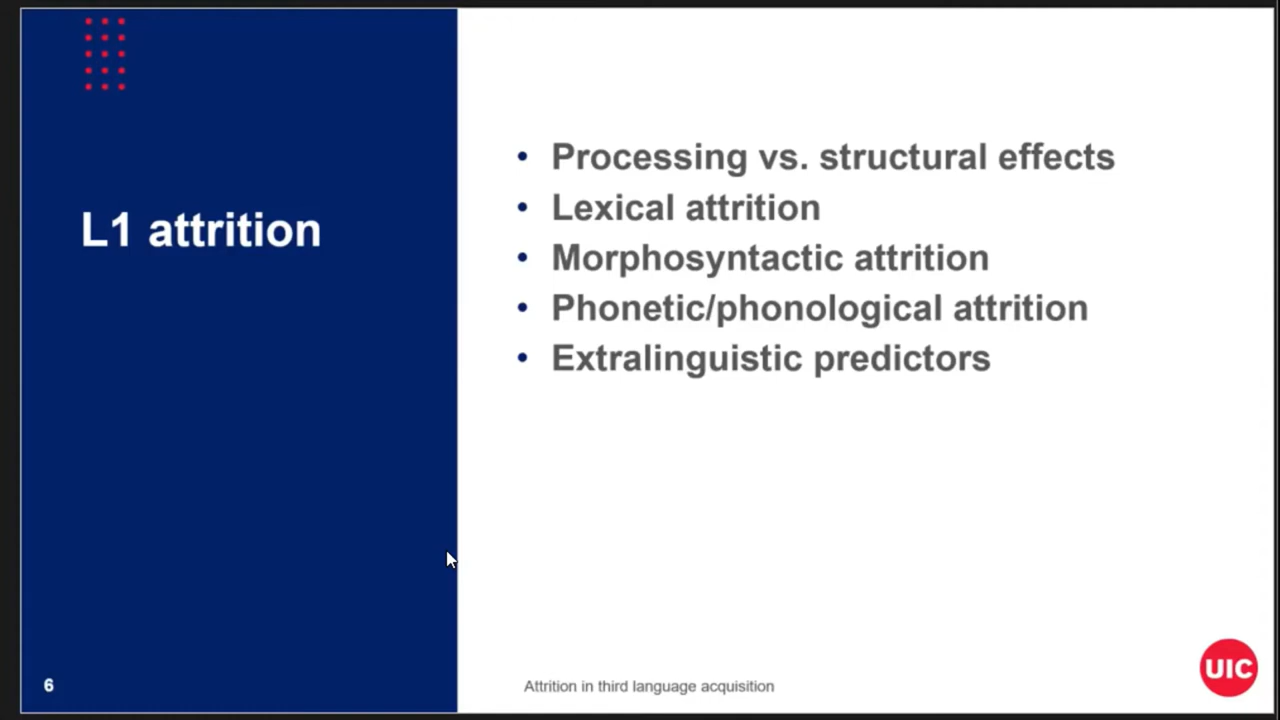 L1 attrition
• Processing vs. structural effects
• Lexical attrition
• Morphosyntactic attrition
• Phonetic/phonological attrition
• Extralinguistic predictors
6
Attrition in third language acquisition
UIC